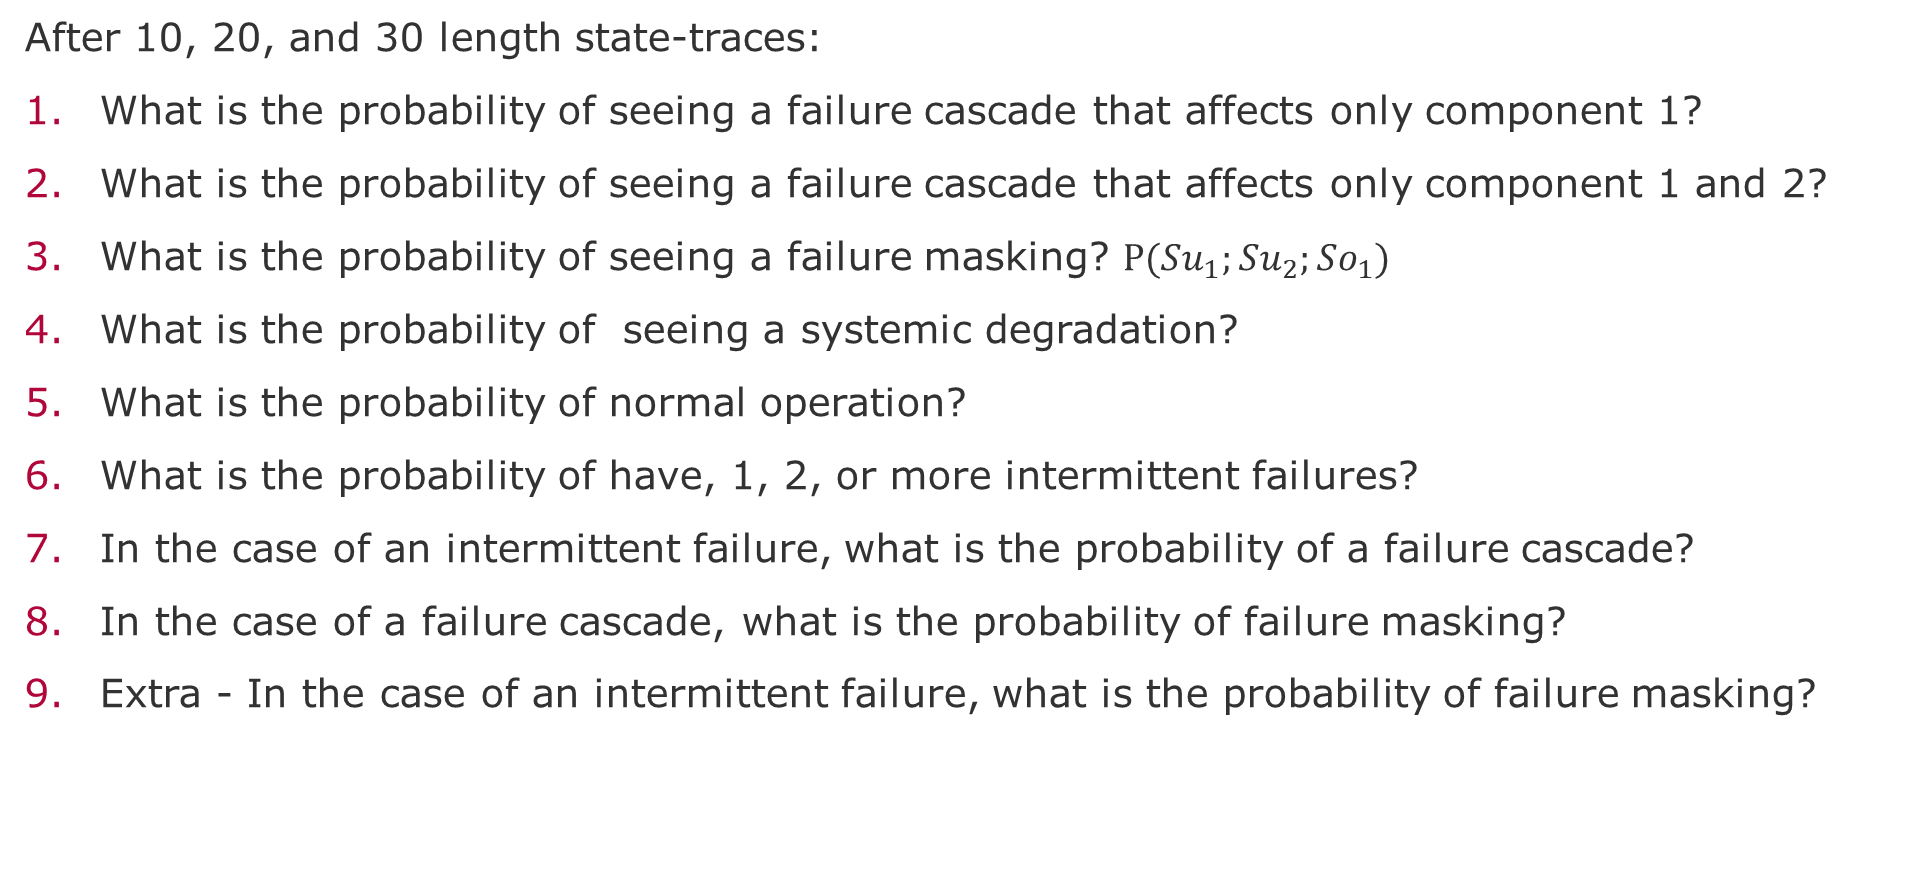 After 10, 20, and 30 length state-traces:
1. What is the probability of seeing a failure cascade that affects only component 1?
2. What is the probability of seeing a failure cascade that affects only component 1 and 2?
3. What is the probability of seeing a failure masking? P(Su₁; Su₂; So₁)
4. What is the probability of  seeing a systemic degradation?
5. What is the probability of normal operation?
6. What is the probability of have, 1, 2, or more intermittent failures?
7. In the case of an intermittent failure, what is the probability of a failure cascade?
8. In the case of a failure cascade, what is the probability of failure masking?
9. Extra - In the case of an intermittent failure, what is the probability of failure masking?